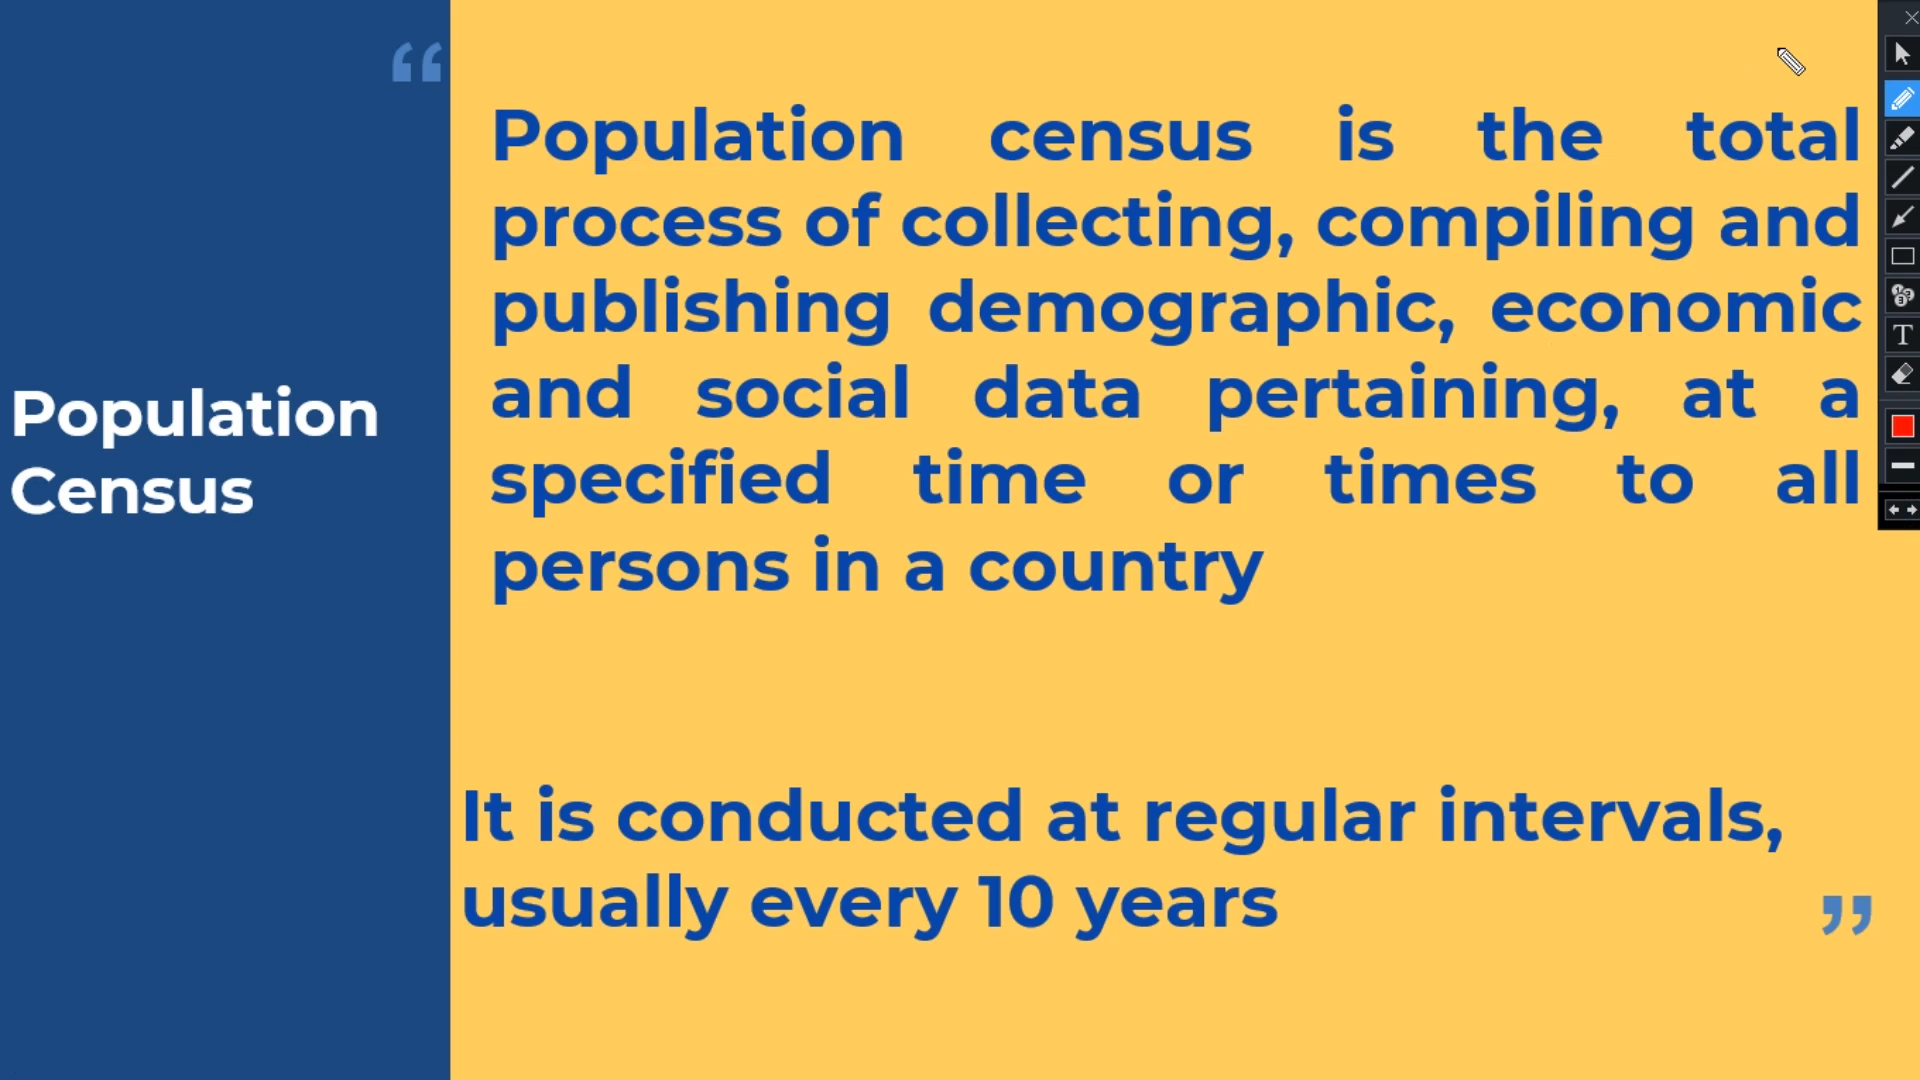 “
Population
Census
Population census is the total
process of collecting, compiling and
publishing demographic, economic
and social data pertaining, at a
specified time or times to all
persons in a country
It is conducted at regular intervals,
usually every 10 years
”
T